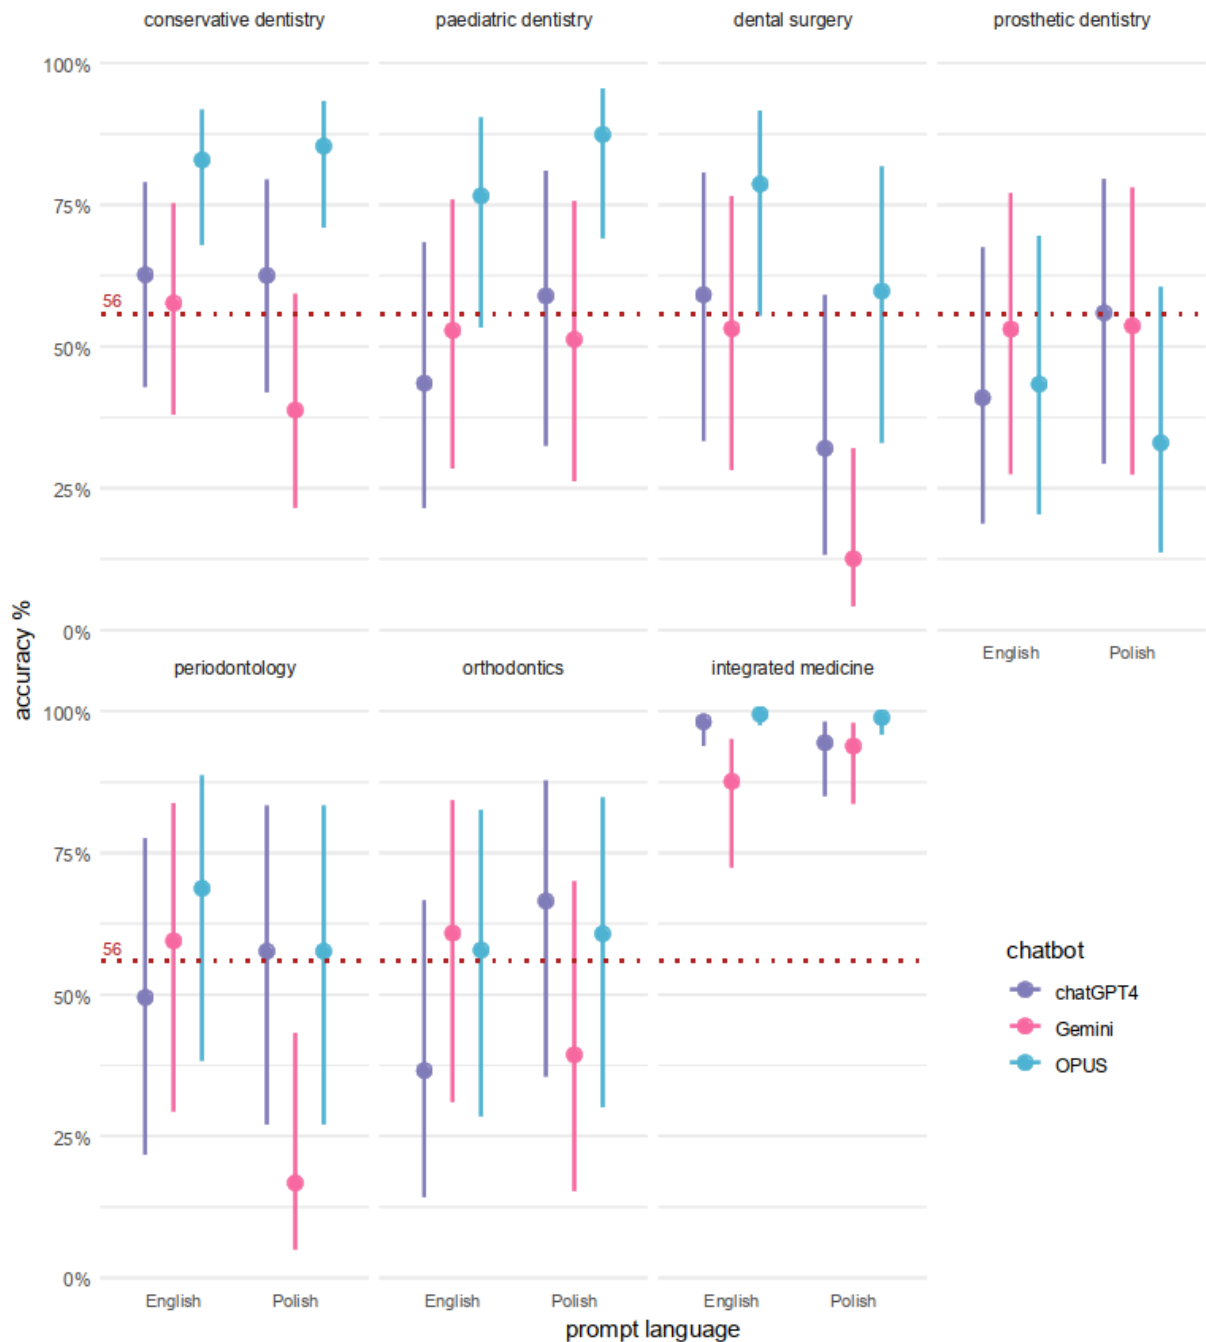 conservative dentistry
paediatric dentistry
dental surgery
prosthetic dentistry
100%
75%
56
50%
25%
0%
English
Polish
periodontology
orthodontics
integrated medicine
100%
75%
56
50%
25%
0%
English
Polish
English
Polish
English
Polish
accuracy %
prompt language
chatbot
chatGPT4
Gemini
OPUS